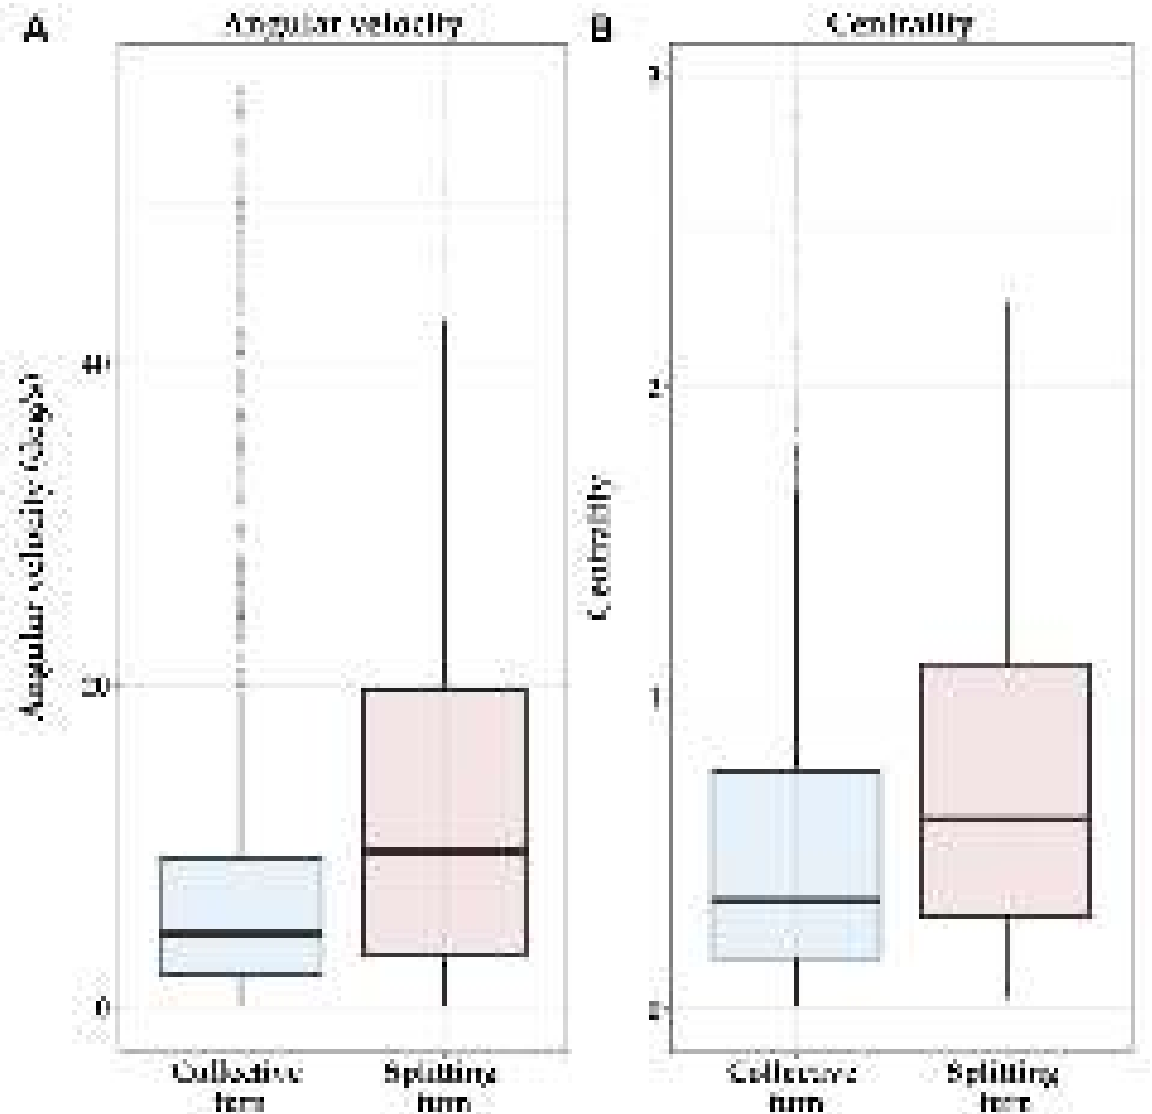 A
Angular velocity
B
Centrality
Angular velocity (deg/s)
40
20
0
Collective
turn
Splitting
turn
Centrality
3
2
1
0
Collective
turn
Splitting
turn